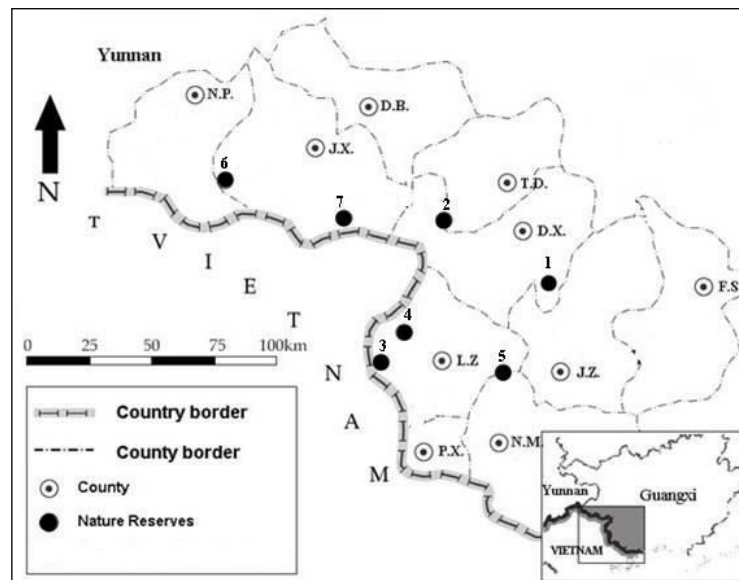 Yunnan
N.P.
D.B.
J.X.
6
T.D.
N
7
2
T
D.X.
V
I
1
E
F.S
T
0 25 50 75 100km
4
3
N
L.Z
5
J.Z.
A
P.X.
N.M.
M
Country border
County border
County
Nature Reserves
Yunnan
Guangxi
VIETNAM